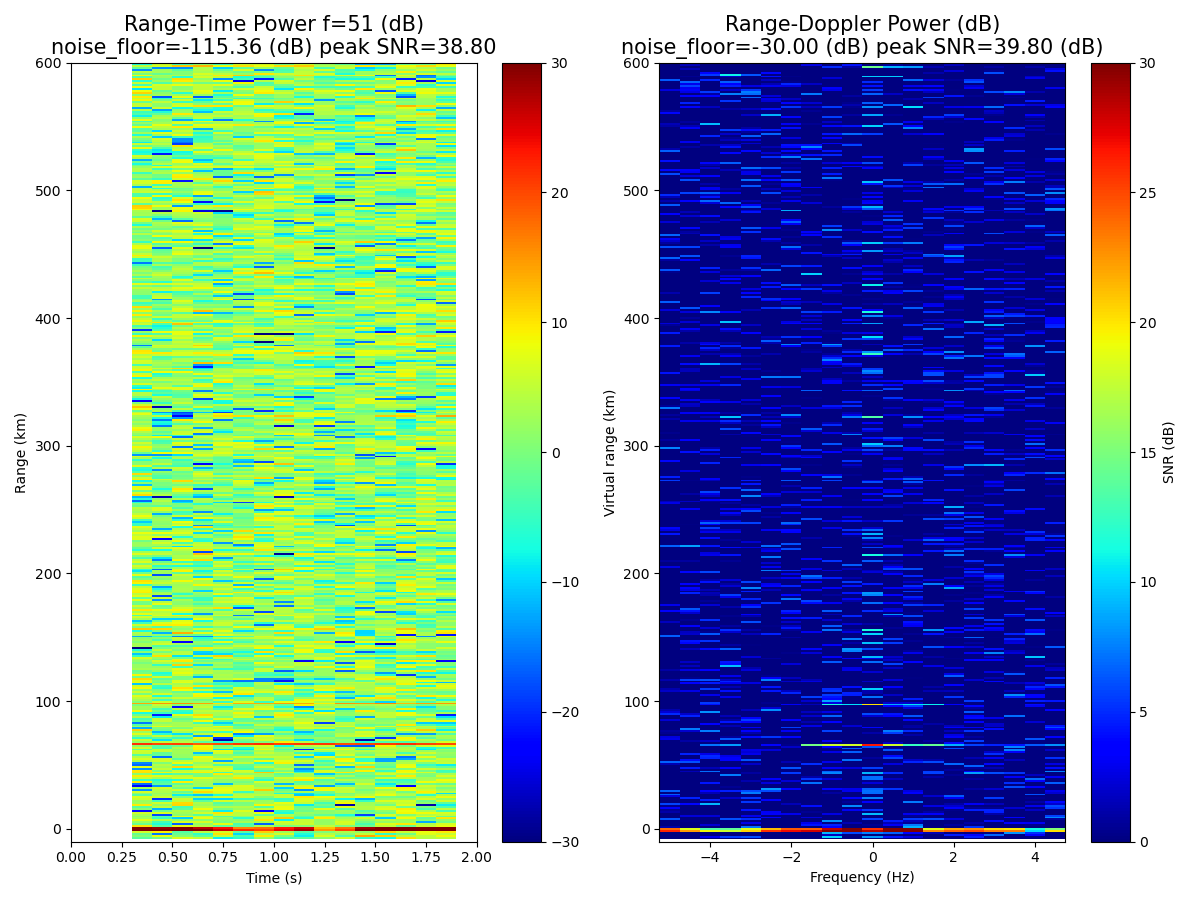 Range-Time Power f=51 (dB)
noise_floor=-115.36 (dB) peak SNR=38.80
Range (km)
600
500
400
300
200
100
0
0.00 0.25 0.50 0.75 1.00 1.25 1.50 1.75 2.00
Time (s)
30
20
10
0
−10
−20
−30
Range-Doppler Power (dB)
noise_floor=-30.00 (dB) peak SNR=39.80 (dB)
Virtual range (km)
600
500
400
300
200
100
0
−4 −2 0 2 4
Frequency (Hz)
30
25
20
15
10
5
0
SNR (dB)